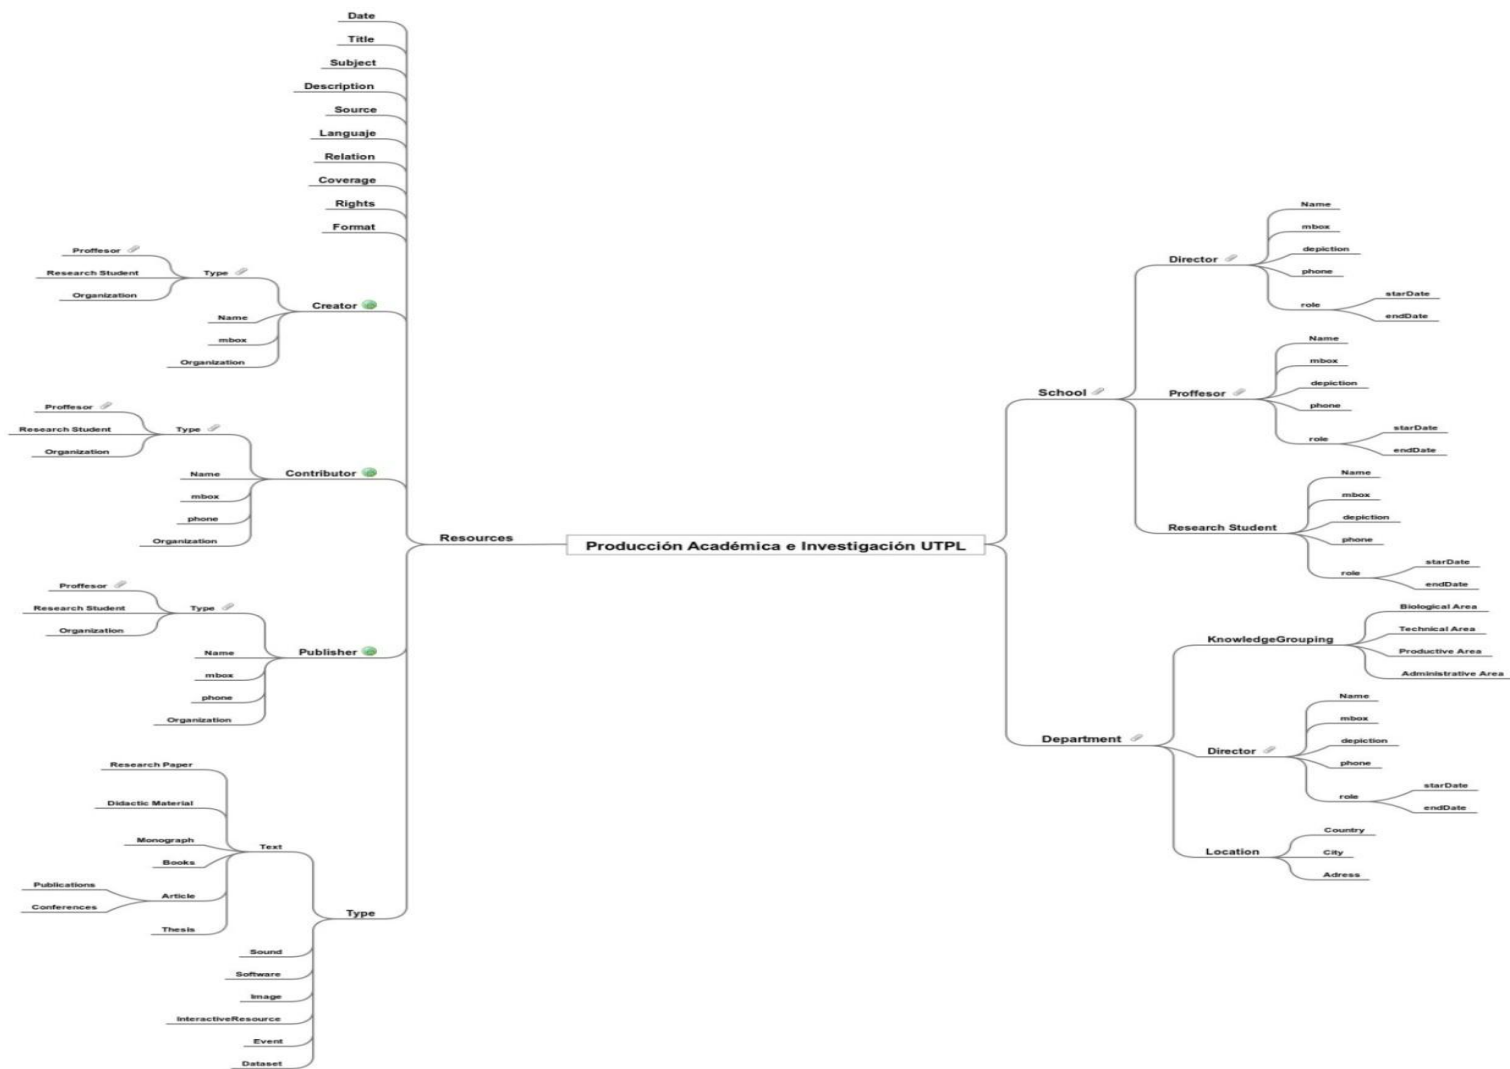 Date
Title
Subject
Description
Source
Languaje
Relation
Coverage
Rights
Format
Creator
Type
Proffesor
Research Student
Organization
Name
mbox
Organization
Contributor
Type
Proffesor
Research Student
Organization
Name
mbox
phone
Organization
Publisher
Type
Proffesor
Research Student
Organization
Name
mbox
phone
Organization
Type
Text
Research Paper
Didactic Material
Monograph
Books
Article
Publications
Conferences
Thesis
Sound
Software
Image
InteractiveResource
Event
Dataset
Resources
Producción Académica e Investigación UTPL
School
Director
Name
mbox
depiction
phone
role
starDate
endDate
Proffesor
Name
mbox
depiction
phone
role
starDate
endDate
Research Student
Name
mbox
depiction
phone
role
starDate
endDate
Department
KnowledgeGrouping
Biological Area
Technical Area
Productive Area
Administrative Area
Director
Name
mbox
depiction
phone
role
starDate
endDate
Location
Country
City
Adress